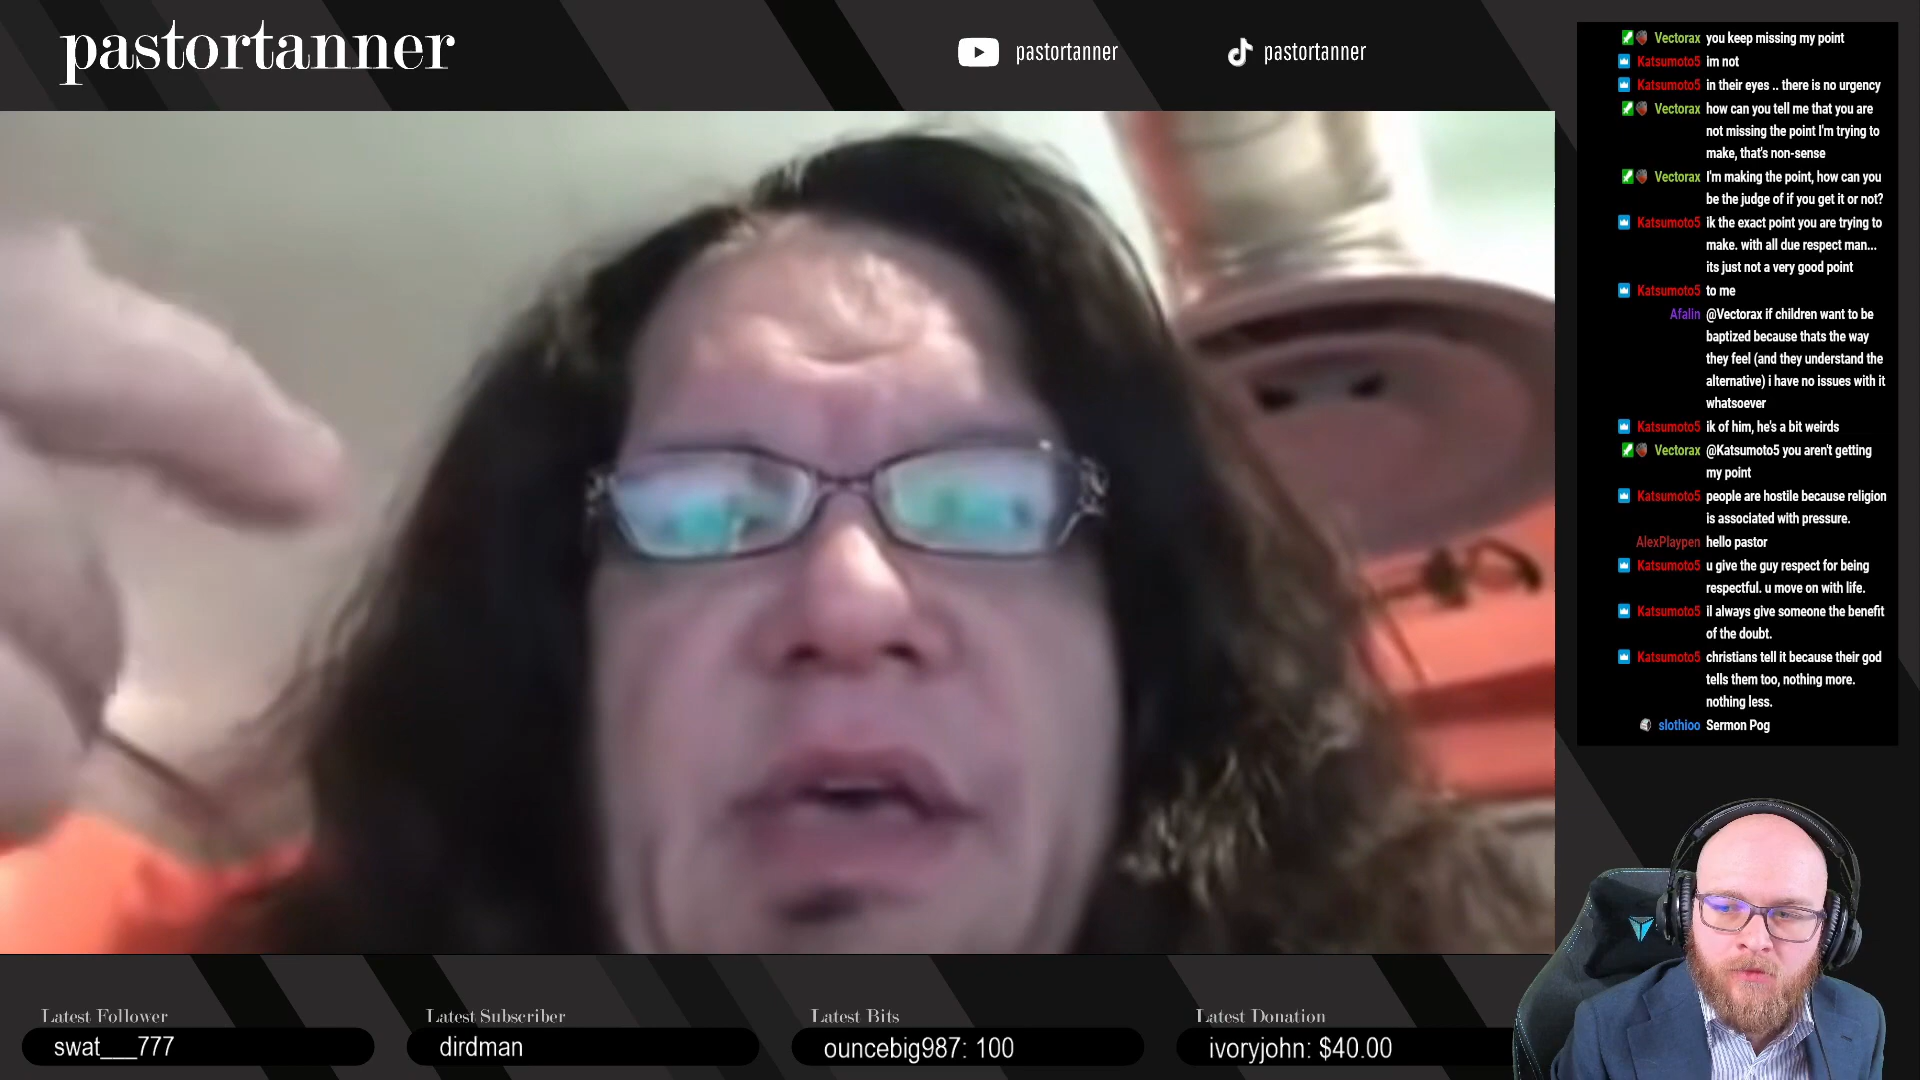 pastortanner
pastortanner
pastortanner
Vectorax you keep missing my point
Katsumoto5 im not
Katsumoto5 in their eyes .. there is no urgency
Vectorax how can you tell me that you are
not missing the point I'm trying to
make, that's non-sense
Vectorax I'm making the point, how can you
be the judge of if you get it or not?
Katsumoto5 ik the exact point you are trying to
make. with all due respect man...
its just not a very good point
Katsumoto5 to me
Afalin @Vectorax if children want to be
baptized because thats the way
they feel (and they understand the
alternative) i have no issues with it
whatsoever
Katsumoto5 ik of him, he's a bit weirds
Vectorax @Katsumoto5 you aren't getting
my point
Katsumoto5 people are hostile because religion
is associated with pressure.
AlexPlaypen hello pastor
Katsumoto5 u give the guy respect for being
respectful. u move on with life.
Katsumoto5 il always give someone the benefit
of the doubt.
Katsumoto5 christians tell it because their god
tells them too, nothing more.
nothing less.
slothioo Sermon Pog
Latest Follower
swat___777
Latest Subscriber
dirdman
Latest Bits
ouncebig987: 100
Latest Donation
ivoryjohn: $40.00